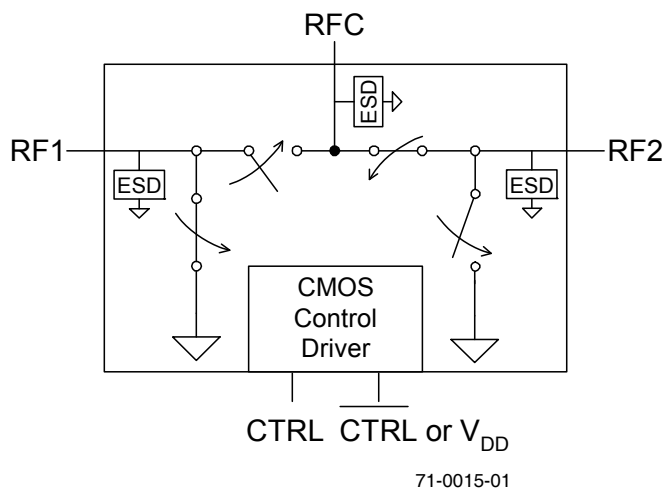 RFC
ESD
RF1
RF2
ESD
ESD
CMOS
Control
Driver
CTRL CTRL or VDD
71-0015-01